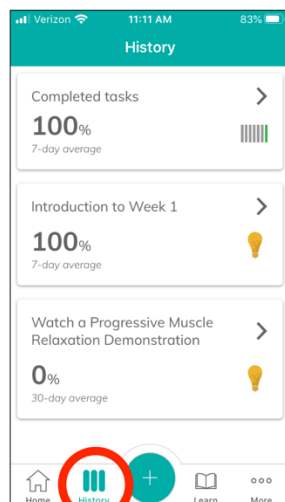 Verizon 11:11 AM 83%
History
Completed tasks
100%
7-day average
Introduction to Week 1
100%
7-day average
Watch a Progressive Muscle
Relaxation Demonstration
0%
30-day average
+
Home History Learn More